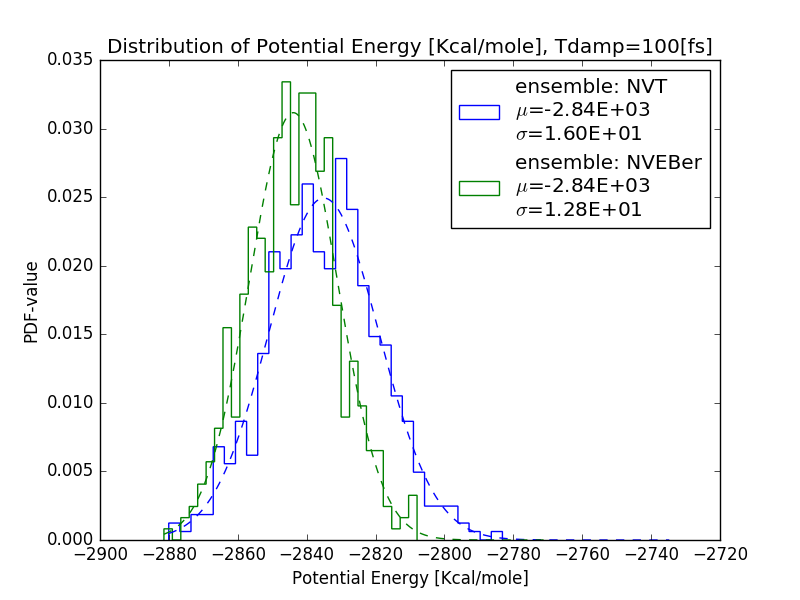 Distribution of Potential Energy [Kcal/mole], Tdamp=100[fs]
0.035
0.030
0.025
0.020
0.015
0.010
0.005
0.000
PDF-value
ensemble: NVT
μ=-2.84E+03
σ=1.60E+01
ensemble: NVEBer
μ=-2.84E+03
σ=1.28E+01
−2900 −2880 −2860 −2840 −2820 −2800 −2780 −2760 −2740 −2720
Potential Energy [Kcal/mole]